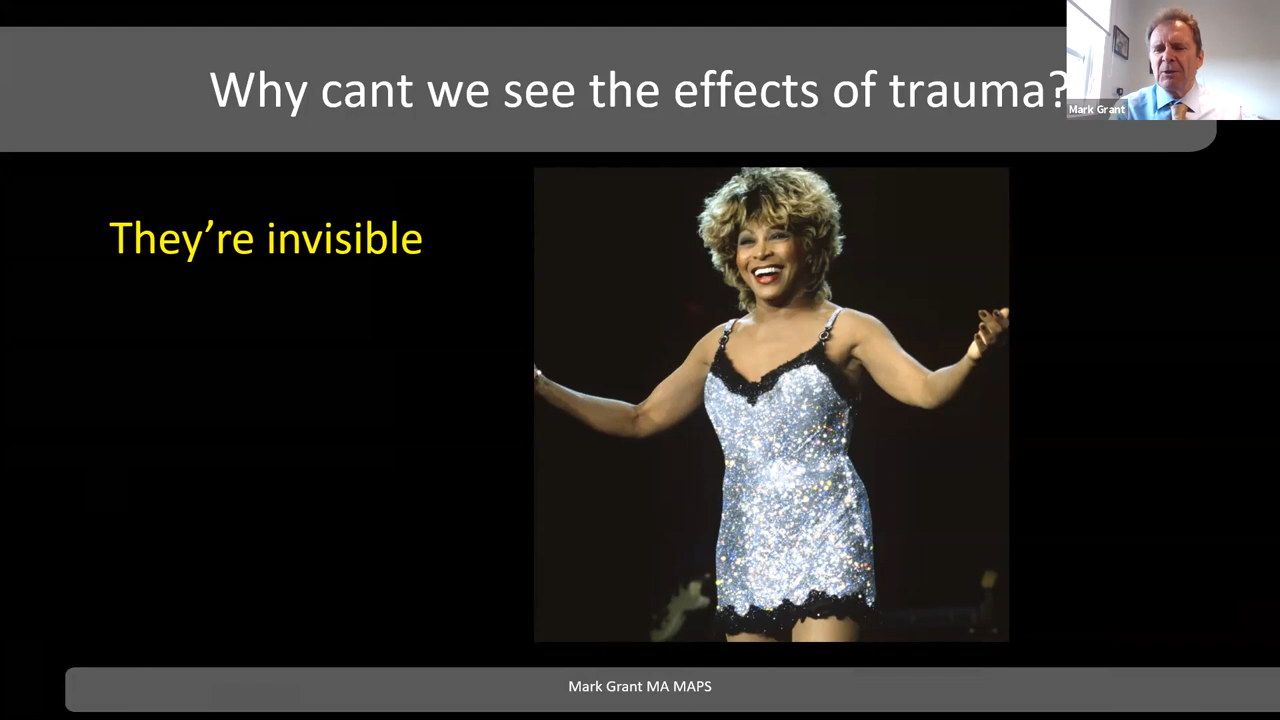 Why cant we see the effects of trauma?
Mark Grant
They’re invisible
Mark Grant MA MAPS